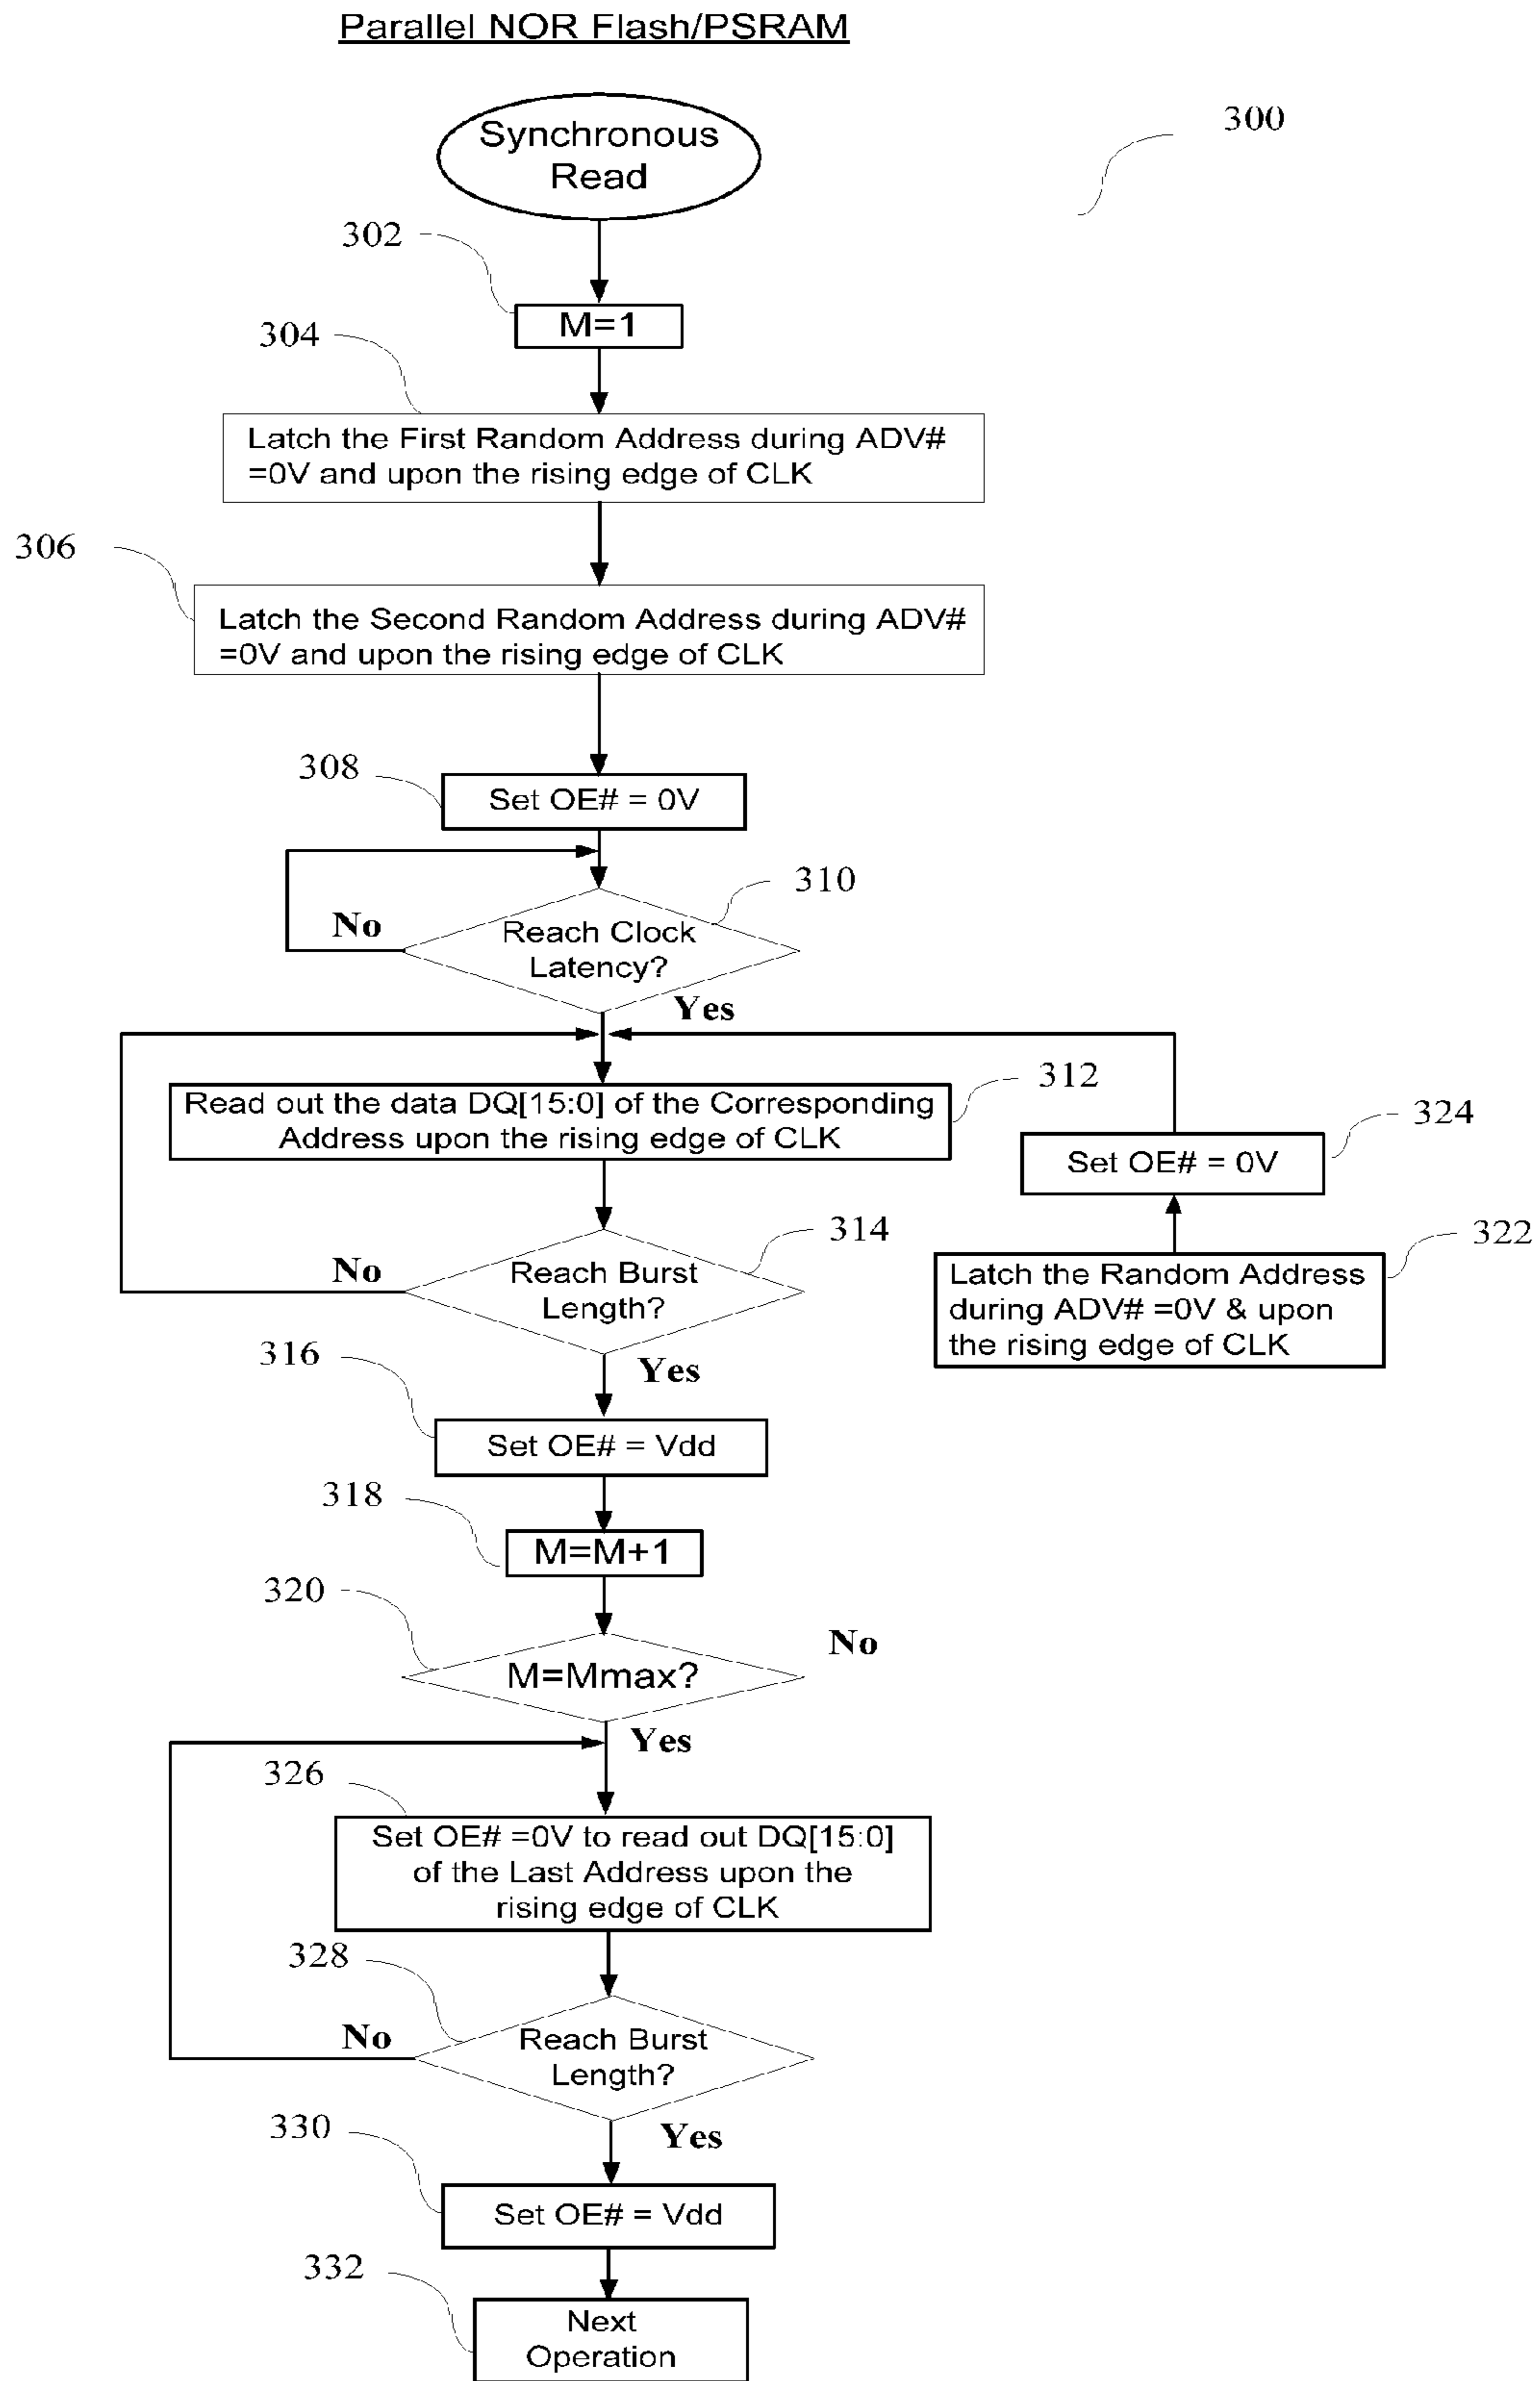 Parallel NOR Flash/PSRAM
Synchronous
Read
300
302
M=1
304
Latch the First Random Address during ADV#
=0V and upon the rising edge of CLK
306
Latch the Second Random Address during ADV#
=0V and upon the rising edge of CLK
308
Set OE# = 0V
310
No
Reach Clock
Latency?
Yes
312
Read out the data DQ[15:0] of the Corresponding
Address upon the rising edge of CLK
324
Set OE# = 0V
314
No
Reach Burst
Length?
322
Latch the Random Address
during ADV# =0V & upon
the rising edge of CLK
316
Yes
Set OE# = Vdd
318
M=M+1
320
No
M=Mmax?
Yes
326
Set OE# =0V to read out DQ[15:0]
of the Last Address upon the
rising edge of CLK
328
No
Reach Burst
Length?
330
Yes
Set OE# = Vdd
332
Next
Operation